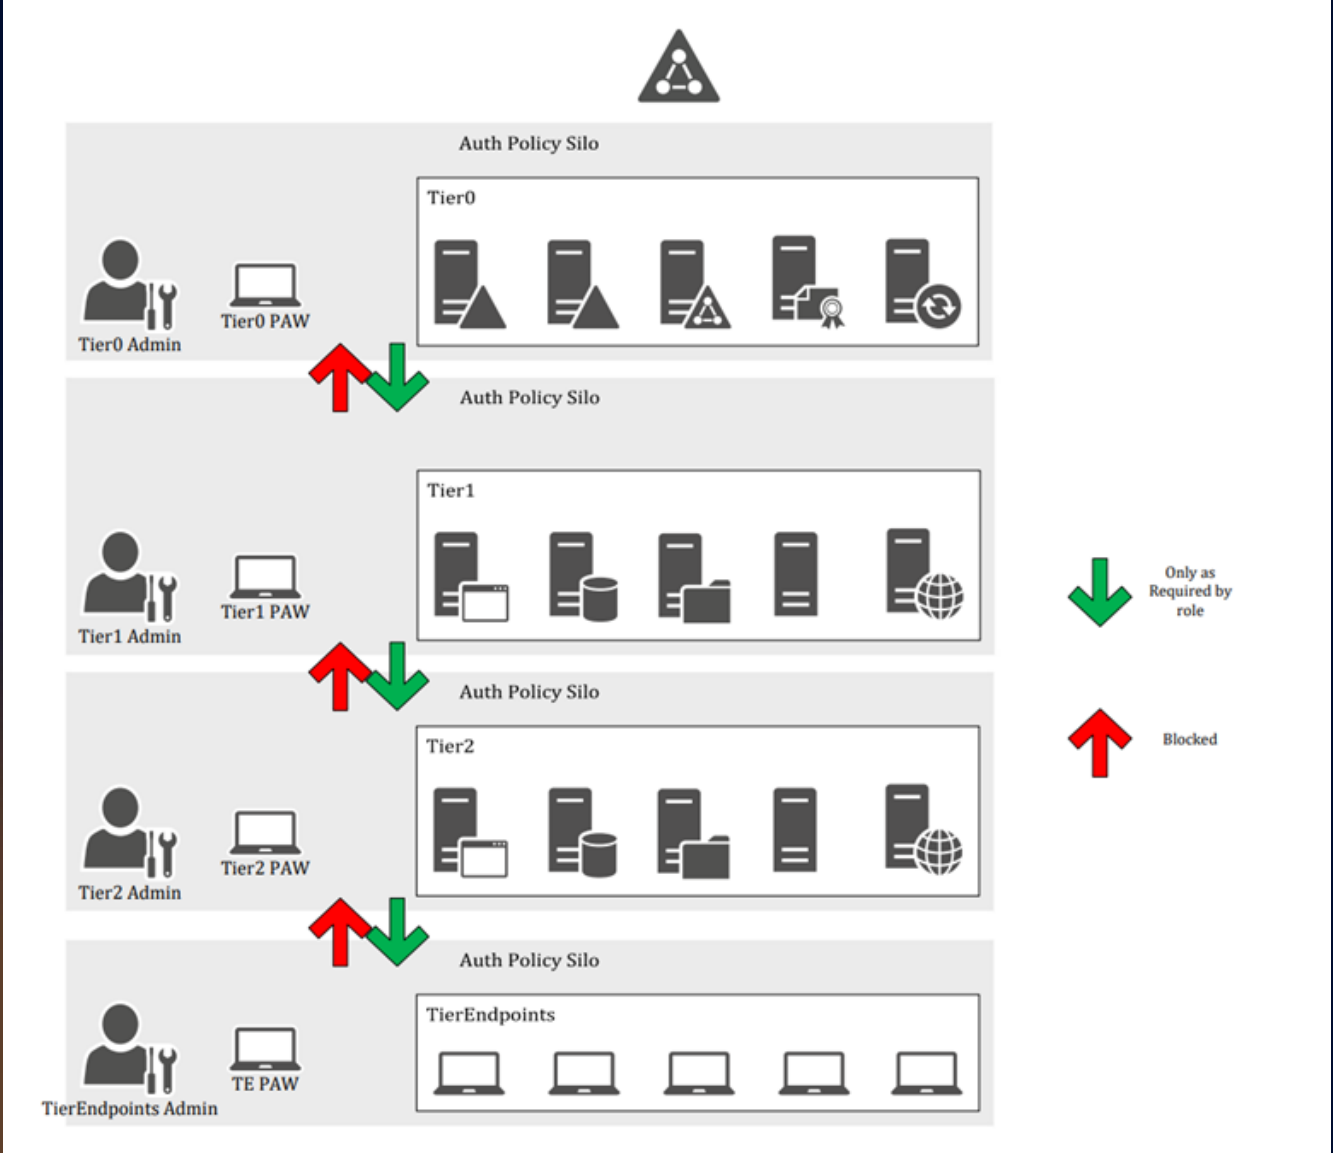 Auth Policy Silo
Tier0
Tier0 PAW
Tier0 Admin
Auth Policy Silo
Tier1
Tier1 PAW
Tier1 Admin
Only as
Required by
role
Auth Policy Silo
Tier2
Blocked
Tier2 PAW
Tier2 Admin
Auth Policy Silo
TierEndpoints
TE PAW
TierEndpoints Admin